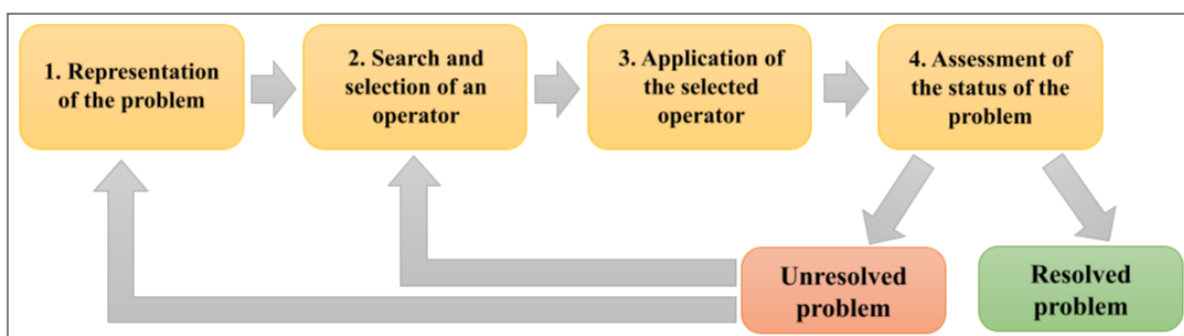 1. Representation
of the problem
2. Search and
selection of an
operator
3. Application of
the selected
operator
4. Assessment of
the status of the
problem
Unresolved
problem
Resolved
problem